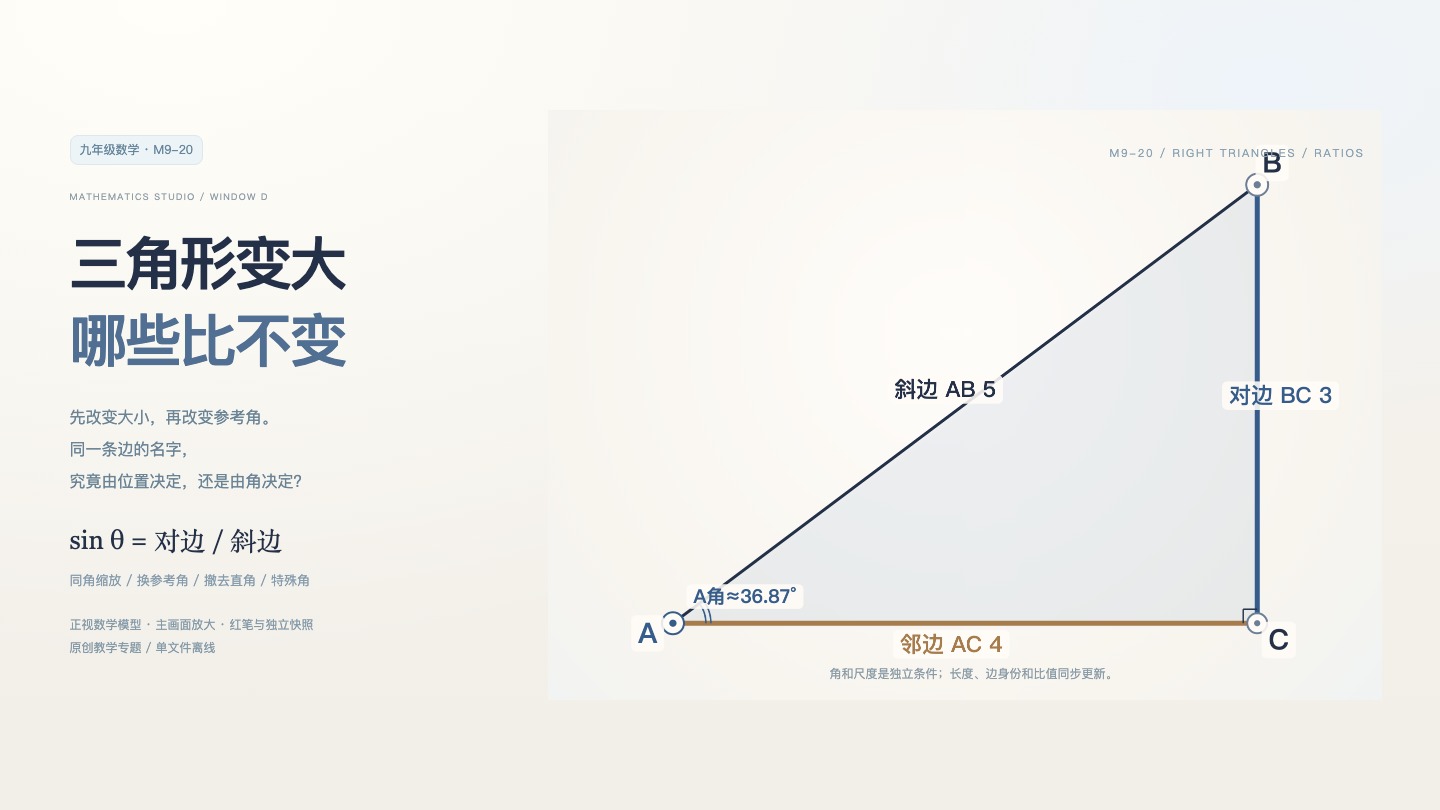 九年级数学 · M9-20
MATHEMATICS STUDIO / WINDOW D
三角形变大
哪些比不变
先改变大小，再改变参考角。
同一条边的名字，
究竟由位置决定，还是由角决定？
sin θ = 对边 / 斜边
同角缩放 / 换参考角 / 撤去直角 / 特殊角
正视数学模型 · 主画面放大 · 红笔与独立快照
原创教学专题 / 单文件离线
M9-20 / RIGHT TRIANGLES / RATIOS
B
斜边 AB 5
对边 BC 3
A角≈36.87°
A
C
邻边 AC 4
角和尺度是独立条件；长度、边身份和比值同步更新。